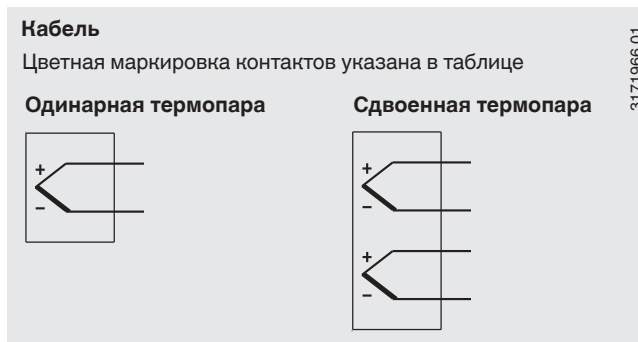 Кабель
Цветная маркировка контактов указана в таблице
Одинарная термопара
Сдвоенная термопара
+
–
+
–
+
–
3171966.01